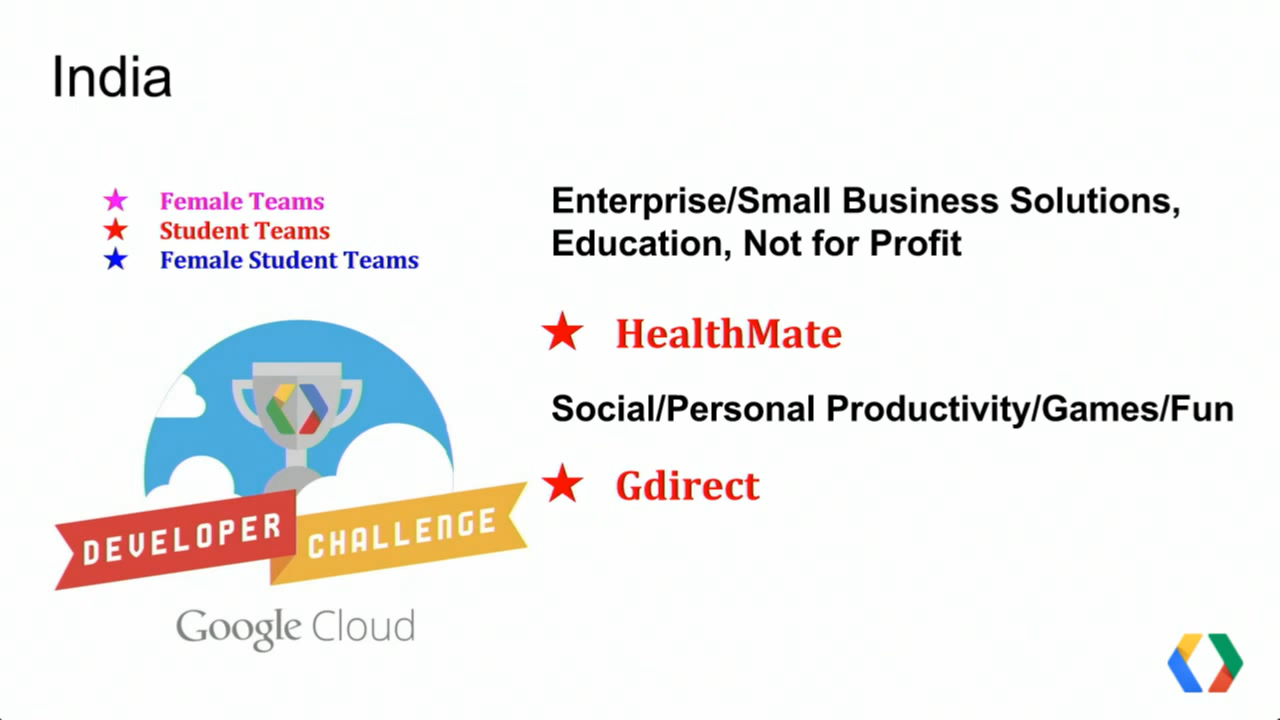 India
Female Teams
Student Teams
Female Student Teams
Enterprise/Small Business Solutions,
Education, Not for Profit
HealthMate
Social/Personal Productivity/Games/Fun
Gdirect
DEVELOPER CHALLENGE
Google Cloud